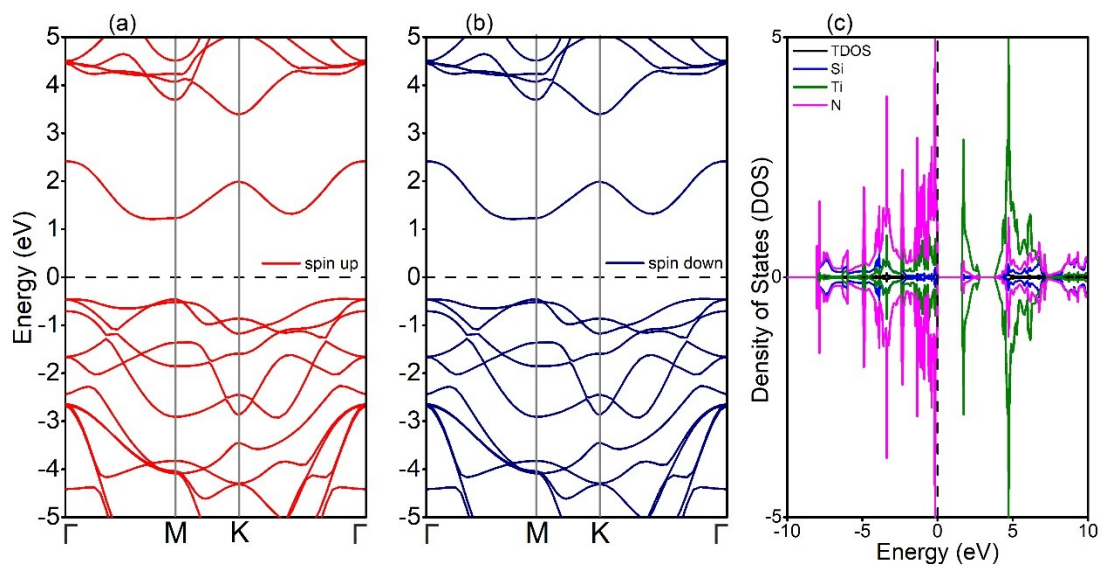 (a)
5
4
3
2
1
0
-1
-2
-3
-4
-5
Energy (eV)
spin up
Γ M K Γ
(b)
5
4
3
2
1
0
-1
-2
-3
-4
-5
spin down
Γ M K Γ
(c)
5
0
-5
Density of States (DOS)
TDOS
Si
Ti
N
-10 -5 0 5 10
Energy (eV)